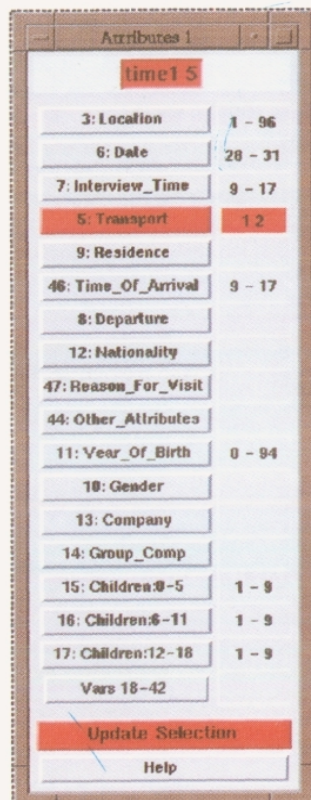 Attributes 1
time1 5
3: Location 1 - 96
6: Date 28 - 31
7: Interview_Time 9 - 17
5: Transport 1 2
9: Residence
46: Time_Of_Arrival 9 - 17
8: Departure
12: Nationality
47: Reason_For_Visit
44: Other_Attributes
11: Year_Of_Birth 0 - 94
10: Gender
13: Company
14: Group_Comp
15: Children:0-5 1 - 9
16: Children:6-11 1 - 9
17: Children:12-18 1 - 9
Vars 18-42
Update Selection
Help